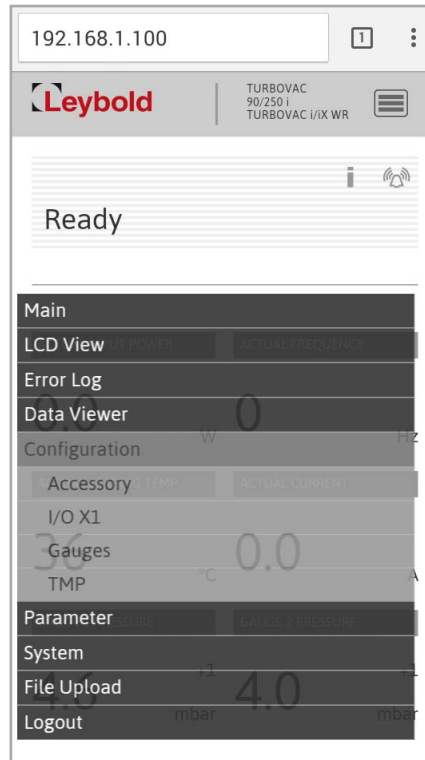 192.168.1.100
1
Leybold
TURBOVAC
90/250 i
TURBOVAC i/iX WR
i
Ready
Main
LCD View
POWER
ACTUAL FREQUENCY
Error Log
Data Viewer
0.0
W
0
Hz
Configuration
Accessory
TEMP
ACTUAL CURRENT
I/O X1
Gauges
36
°C
0.0
A
TMP
Parameter
GAUGE 2 PRESSURE
System
File Upload
4.6
+1
mbar
4.0
+1
mbar
Logout